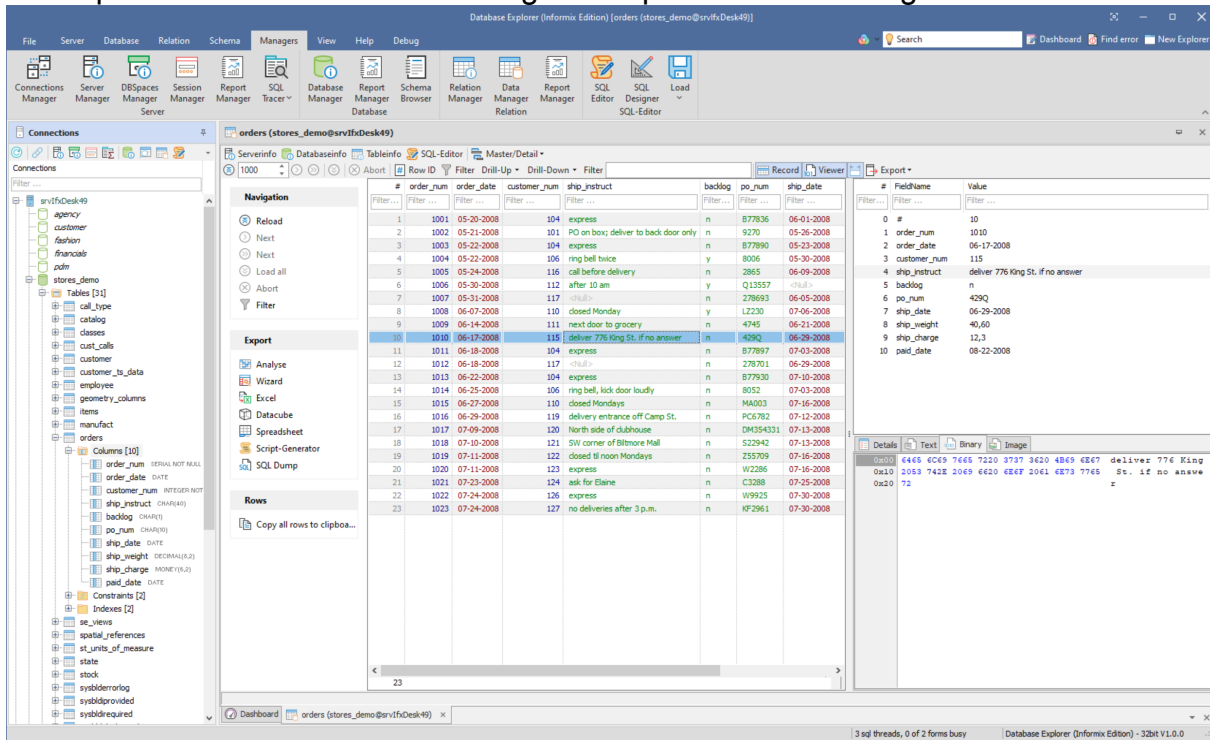 Database Explorer (Informix Edition) [orders (stores_demo@srvIfxDesk49)]
File Server Database Relation Schema Managers View Help Debug
Search
Dashboard Find error New Explorer
Connections Manager
Server Manager
DBSpaces Manager
Session Manager
Report Manager
SQL Tracer
Database Manager
Report Manager
Schema Browser
Relation Manager
Data Manager
Report Manager
SQL Editor
SQL Designer
Load
Server Database Relation SQL-Editor
Connections
Connections
Filter ...
srvIfxDesk49
agency
customer
fashion
financials
pdm
stores_demo
Tables [31]
call_type
catalog
classes
cust_calls
customer
customer_ts_data
employee
geometry_columns
items
manufact
orders
Columns [10]
order_num SERIAL NOT NULL
order_date DATE
customer_num INTEGER NOT
ship_instruct CHAR(40)
backlog CHAR(1)
po_num CHAR(10)
ship_date DATE
ship_weight DECIMAL(8,2)
ship_charge MONEY(6,2)
paid_date DATE
Constraints [2]
Indexes [2]
se_views
spatial_references
st_units_of_measure
state
stock
sysblderrorlog
sysbldiprovided
sysbldirequired
orders (stores_demo@srvIfxDesk49)
Serverinfo Databaseinfo Tableinfo SQL-Editor Master/Detail
1000 Abort # Row ID Filter Drill-Up Drill-Down Filter Record Viewer Export
Navigation
Reload
Next
Next
Load all
Abort
Filter
Export
Analyse
Wizard
Excel
Datacube
Spreadsheet
Script-Generator
SQL Dump
Rows
Copy all rows to clipboa...
# order_num order_date customer_num ship_instruct backlog po_num ship_date
Filter... Filter ... Filter ... Filter ... Filter ... Filter... Filter ... Filter ...
1 1001 05-20-2008 104 express n B77836 06-01-2008
2 1002 05-21-2008 101 PO on box; deliver to back door only n 9270 05-26-2008
3 1003 05-22-2008 104 express n B77890 05-23-2008
4 1004 05-22-2008 106 ring bell twice y 8006 05-30-2008
5 1005 05-24-2008 116 call before delivery n 2865 06-09-2008
6 1006 05-30-2008 112 after 10 am y Q13557 <Null>
7 1007 05-31-2008 117 <Null> n 278693 06-05-2008
8 1008 06-07-2008 110 closed Monday y LZ230 07-06-2008
9 1009 06-14-2008 111 next door to grocery n 4745 06-21-2008
10 1010 06-17-2008 115 deliver 776 King St. if no answer n 429Q 06-29-2008
11 1011 06-18-2008 104 express n B77897 07-03-2008
12 1012 06-18-2008 117 <Null> n 278701 06-29-2008
13 1013 06-22-2008 104 express n B77930 07-10-2008
14 1014 06-25-2008 106 ring bell, kick door loudly n 8052 07-03-2008
15 1015 06-27-2008 110 closed Mondays n MA003 07-16-2008
16 1016 06-29-2008 119 delivery entrance off Camp St. n PC6782 07-12-2008
17 1017 07-09-2008 120 North side of clubhouse n DM354331 07-13-2008
18 1018 07-10-2008 121 SW corner of Biltmore Mall n S22942 07-13-2008
19 1019 07-11-2008 122 closed til noon Mondays n Z55709 07-16-2008
20 1020 07-11-2008 123 express n W2286 07-16-2008
21 1021 07-23-2008 124 ask for Elaine n C3288 07-25-2008
22 1022 07-24-2008 126 express n W9925 07-30-2008
23 1023 07-24-2008 127 no deliveries after 3 p.m. n KF2961 07-30-2008
23
# FieldName Value
Filter... Filter ... Filter ...
0 # 10
1 order_num 1010
2 order_date 06-17-2008
3 customer_num 115
4 ship_instruct deliver 776 King St. if no answer
5 backlog n
6 po_num 429Q
7 ship_date 06-29-2008
8 ship_weight 40,60
9 ship_charge 12,3
10 paid_date 08-22-2008
Details Text Binary Image
0x00 6465 6C69 7665 7220 3737 3620 4B69 6E67 deliver 776 King
0x10 2053 742E 2069 6620 6E6F 2061 6E73 7765 St. if no answe
0x20 72 r
Dashboard orders (stores_demo@srvIfxDesk49)
3 sql threads, 0 of 2 forms busy Database Explorer (Informix Edition) - 32bit V1.0.0